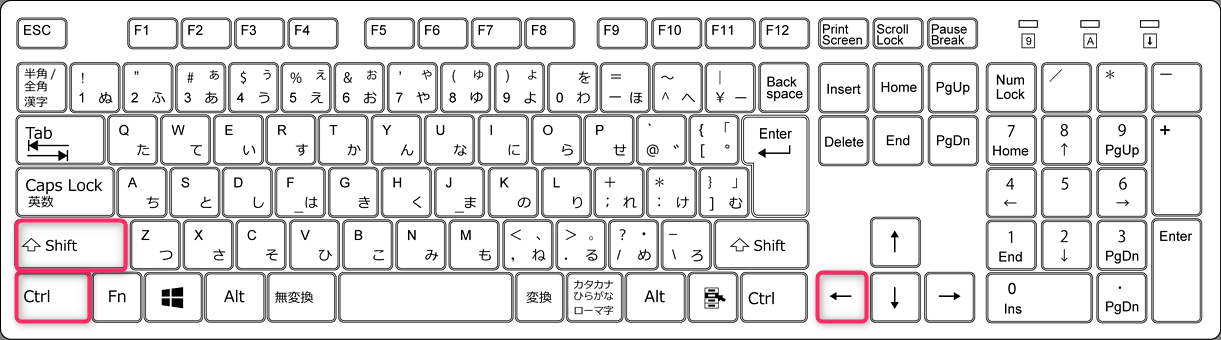 ESC F1 F2 F3 F4 F5 F6 F7 F8 F9 F10 F11 F12 Print Screen Scroll Lock Pause Break 9 A ⬇
半角/全角 漢字 ! 1 ぬ " 2 ふ # ぁ 3 あ $ ぅ 4 う % ぇ 5 え & ぉ 6 お ' ゃ 7 や ( ゅ 8 ゆ ) ょ 9 よ を 0 わ = ー ほ ～ ^ へ | ¥ ー Back space Insert Home PgUp Num Lock ／ * －
Tab Q た W て E い R す T か Y ん U な I に O ら P せ ` @ ゛ { 「 [ ゜ Enter Delete End PgDn 7 Home 8 ↑ 9 PgUp +
Caps Lock 英数 A ち S と D し F _は G き H く J _ま K の L り + ; れ * : け } 」 ] む 4 ← 5 6 →
Shift Z つ X さ C そ V ひ B こ N み M も < 、 , ね > 。 . る ? ・ / め _ \ ろ Shift ↑ 1 End 2 ↓ 3 PgDn Enter
Ctrl Fn Alt 無変換 変換 カタカナ ひらがな ローマ字 Alt Ctrl ← ↓ → 0 Ins . PgDn